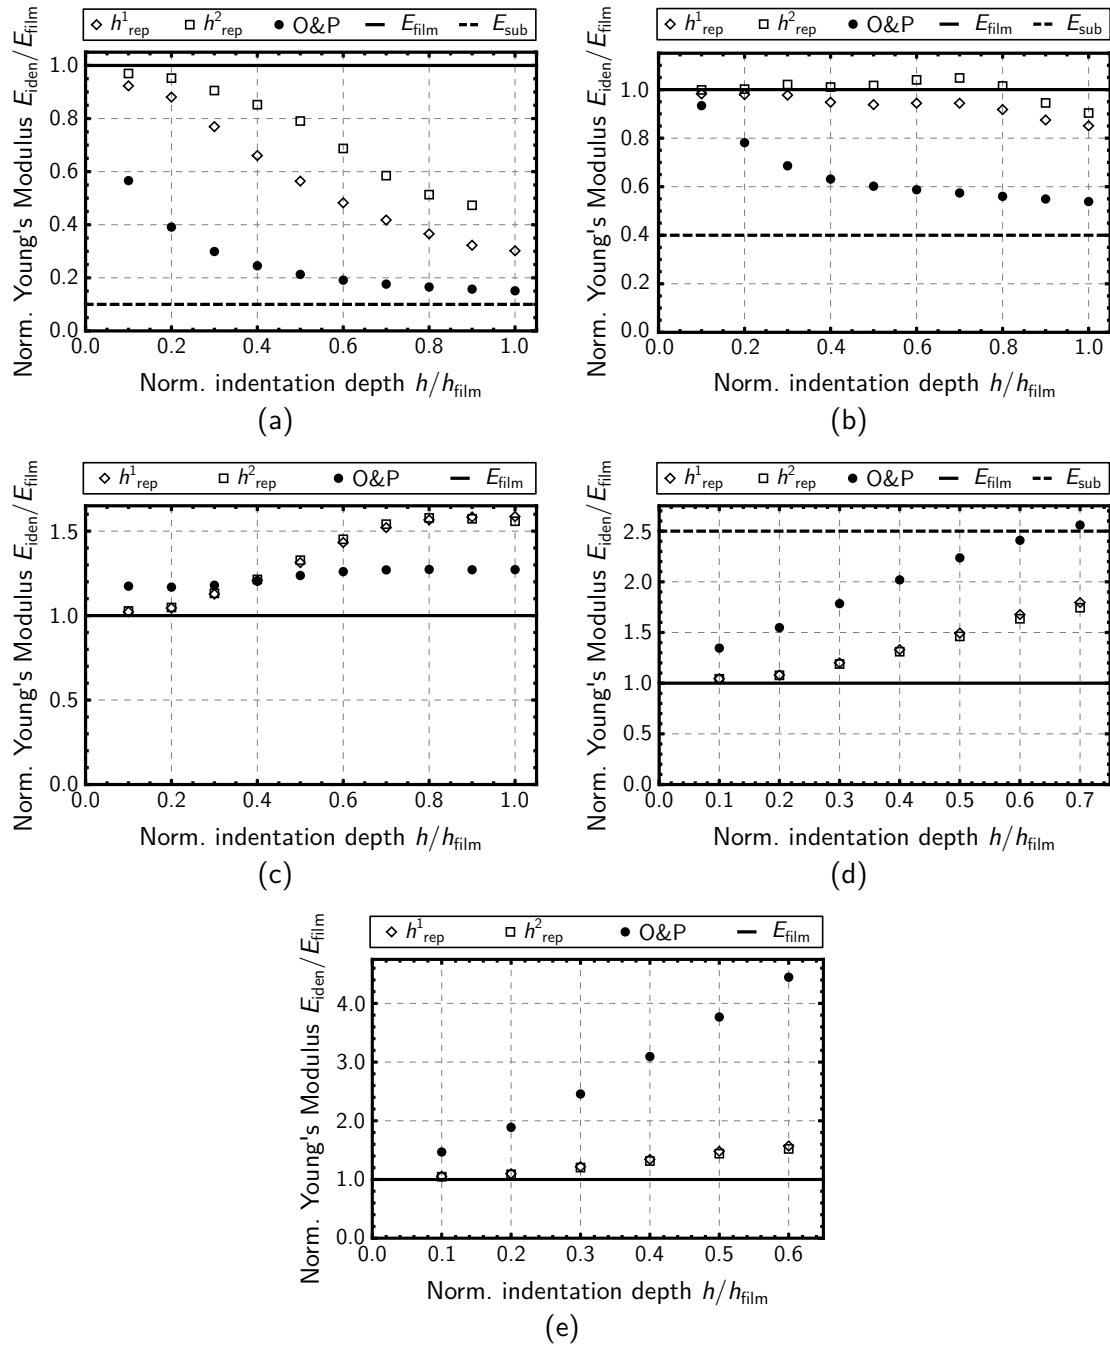 h¹rep h²rep O&P Efilm Esub
Norm. Young's Modulus Eiden/Efilm
1.0
0.8
0.6
0.4
0.2
0.0
0.0 0.2 0.4 0.6 0.8 1.0
Norm. indentation depth h/hfilm
(a)
h¹rep h²rep O&P Efilm Esub
Norm. Young's Modulus Eiden/Efilm
1.0
0.8
0.6
0.4
0.2
0.0
0.0 0.2 0.4 0.6 0.8 1.0
Norm. indentation depth h/hfilm
(b)
h¹rep h²rep O&P Efilm
Norm. Young's Modulus Eiden/Efilm
1.5
1.0
0.5
0.0
0.0 0.2 0.4 0.6 0.8 1.0
Norm. indentation depth h/hfilm
(c)
h¹rep h²rep O&P Efilm Esub
Norm. Young's Modulus Eiden/Efilm
2.5
2.0
1.5
1.0
0.5
0.0
0.0 0.1 0.2 0.3 0.4 0.5 0.6 0.7
Norm. indentation depth h/hfilm
(d)
h¹rep h²rep O&P Efilm
Norm. Young's Modulus Eiden/Efilm
4.0
3.0
2.0
1.0
0.0
0.0 0.1 0.2 0.3 0.4 0.5 0.6
Norm. indentation depth h/hfilm
(e)